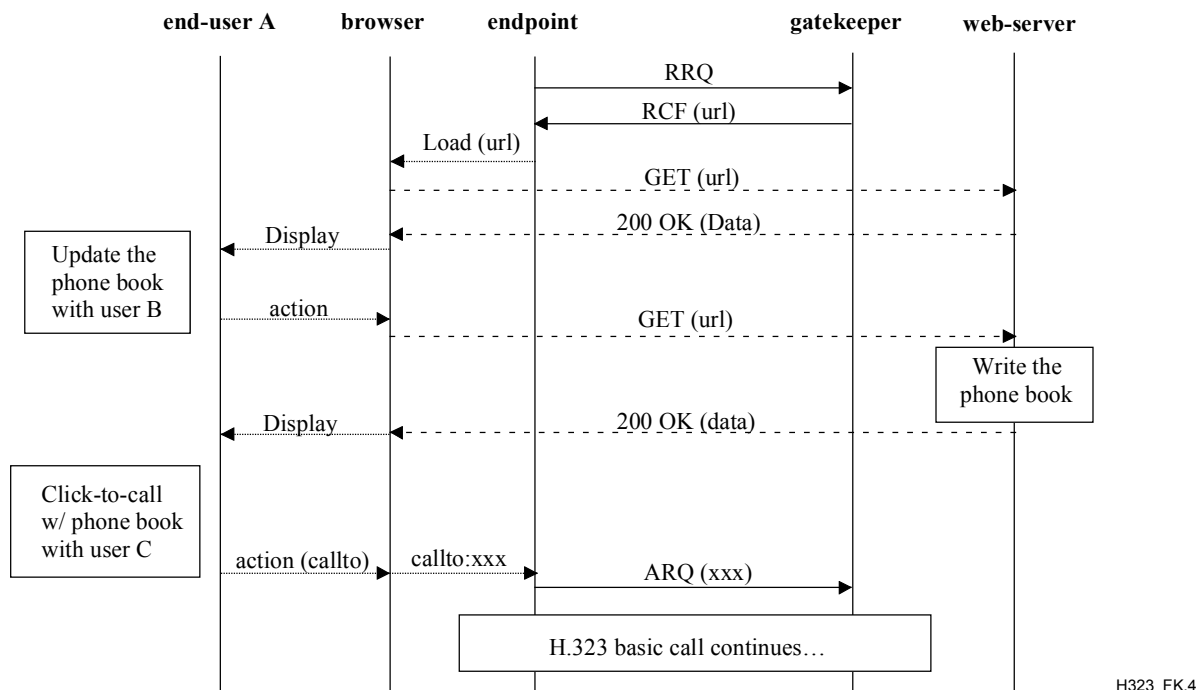 end-user A browser endpoint gatekeeper web-server
RRQ
RCF (url)
Load (url)
GET (url)
200 OK (Data)
Display
Update the
phone book
with user B
action
GET (url)
Write the
phone book
200 OK (data)
Display
Click-to-call
w/ phone book
with user C
action (callto) callto:xxx
ARQ (xxx)
H.323 basic call continues…
H323_FK.4